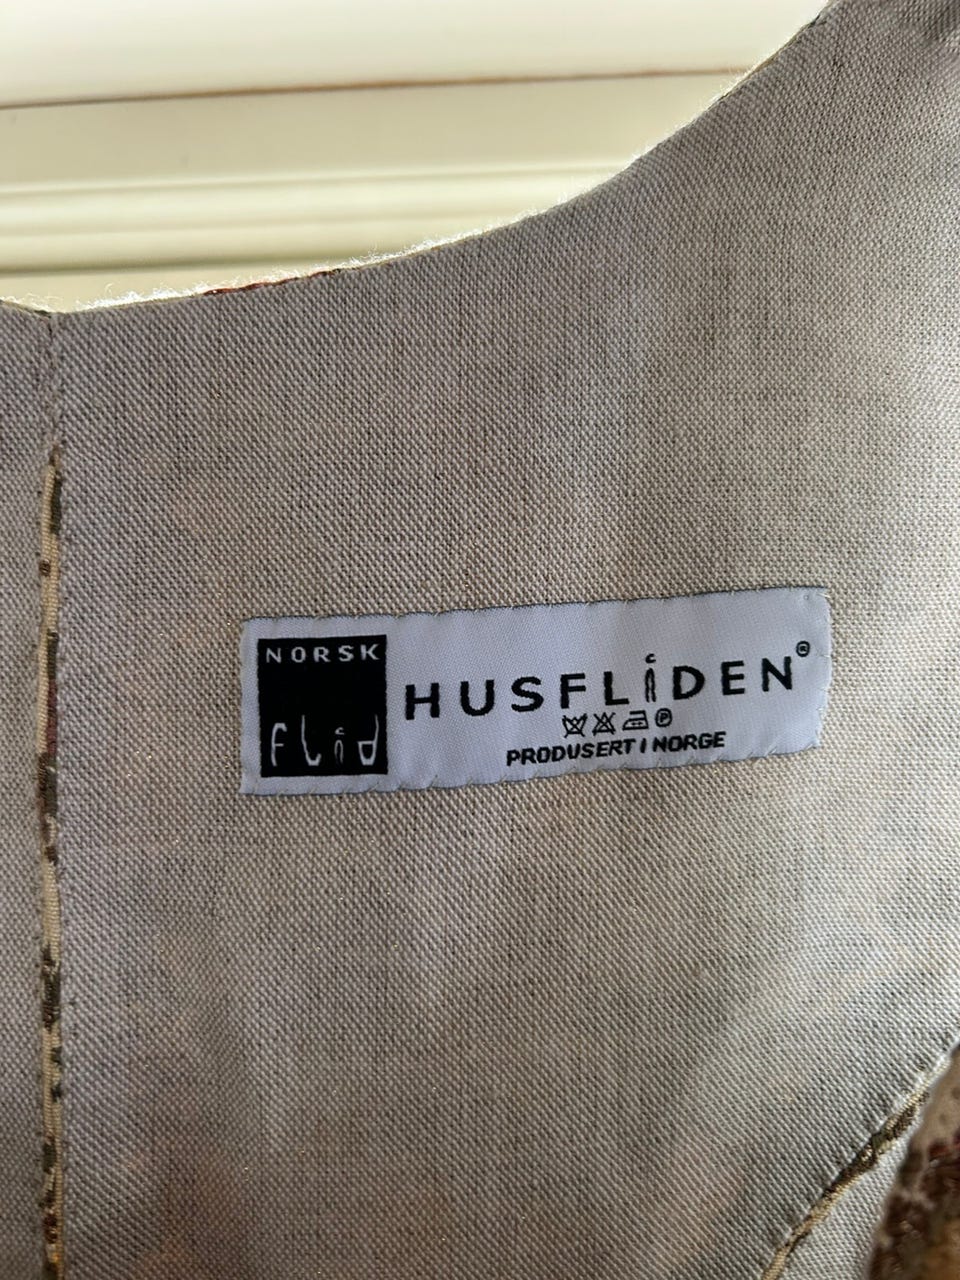 NORSK
flid
HUSFLIDEN®
Ⓟ
PRODUSERT I NORGE